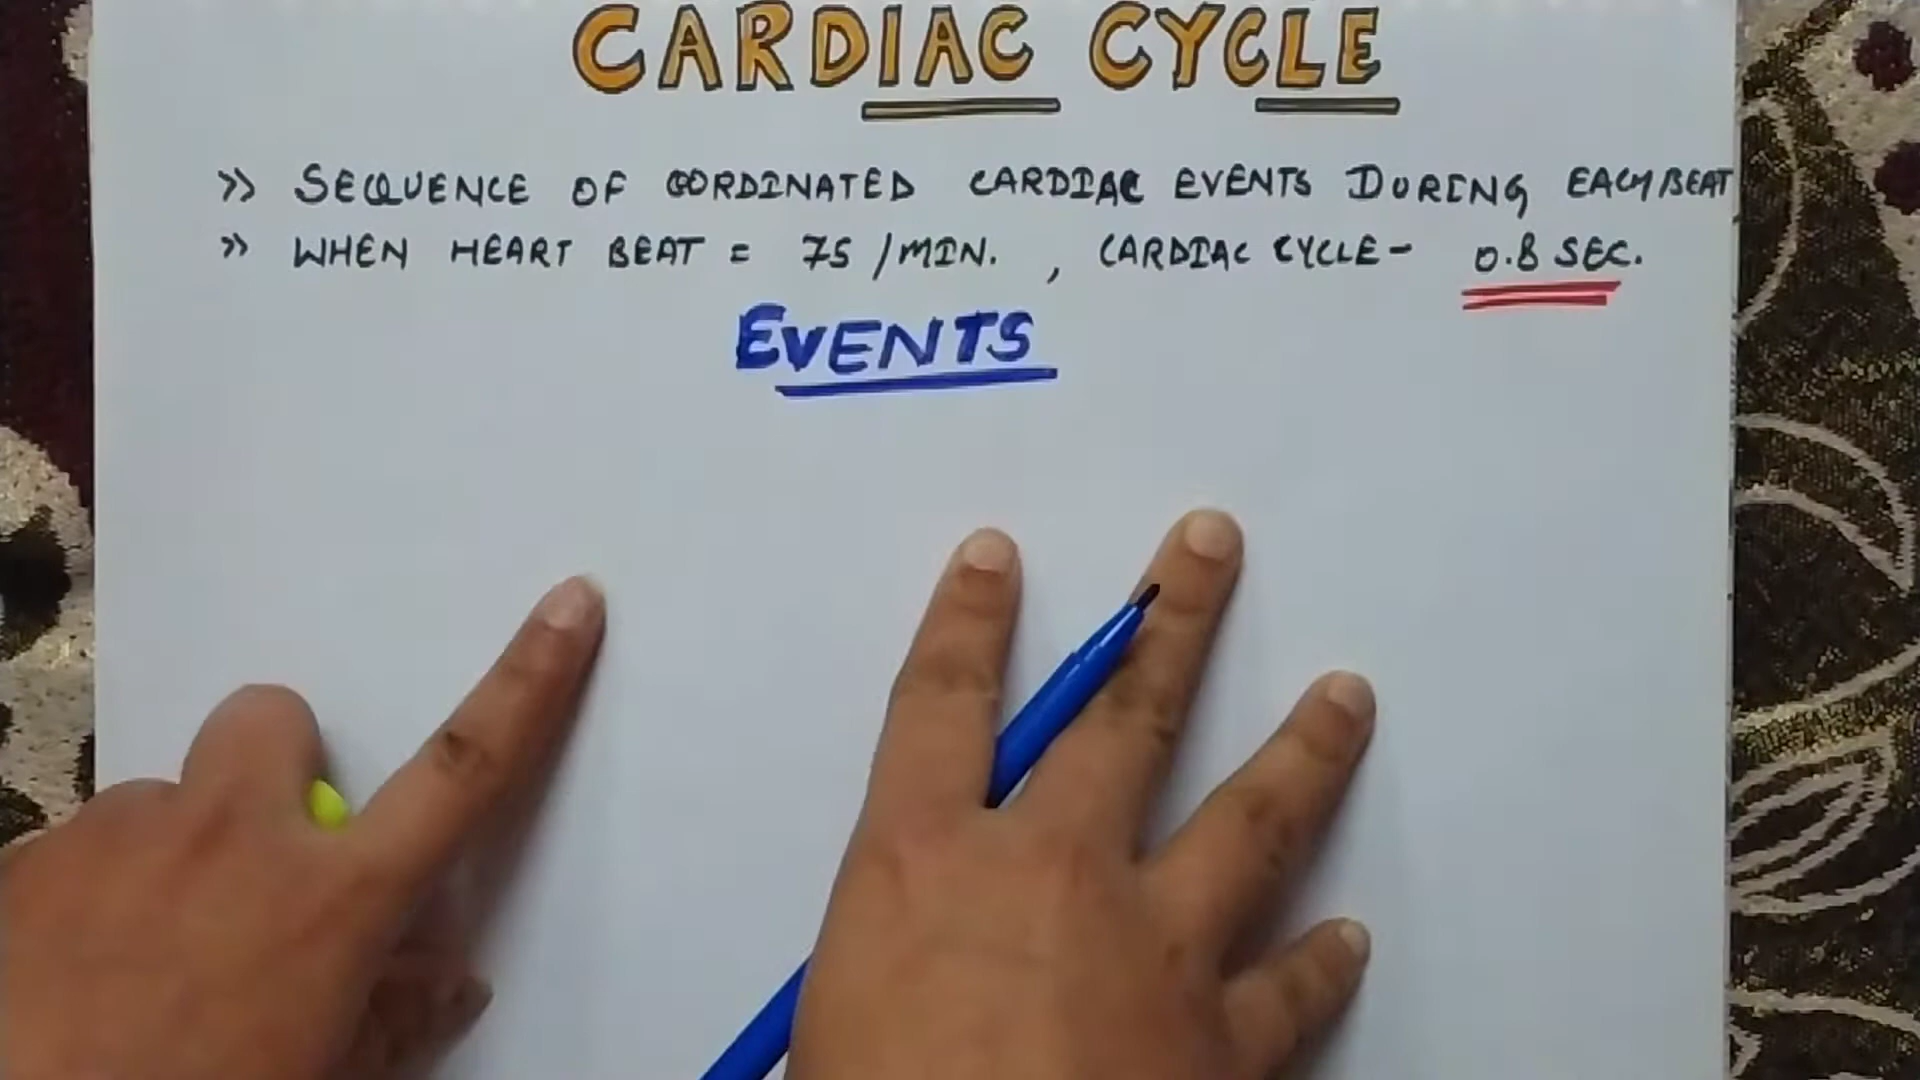 CARDIAC CYCLE
>> SEQUENCE OF CORDINATED CARDIAC EVENTS DURING EACH BEAT
>> WHEN HEART BEAT = 75 /MIN. , CARDIAC CYCLE- 0.8 SEC.
EVENTS